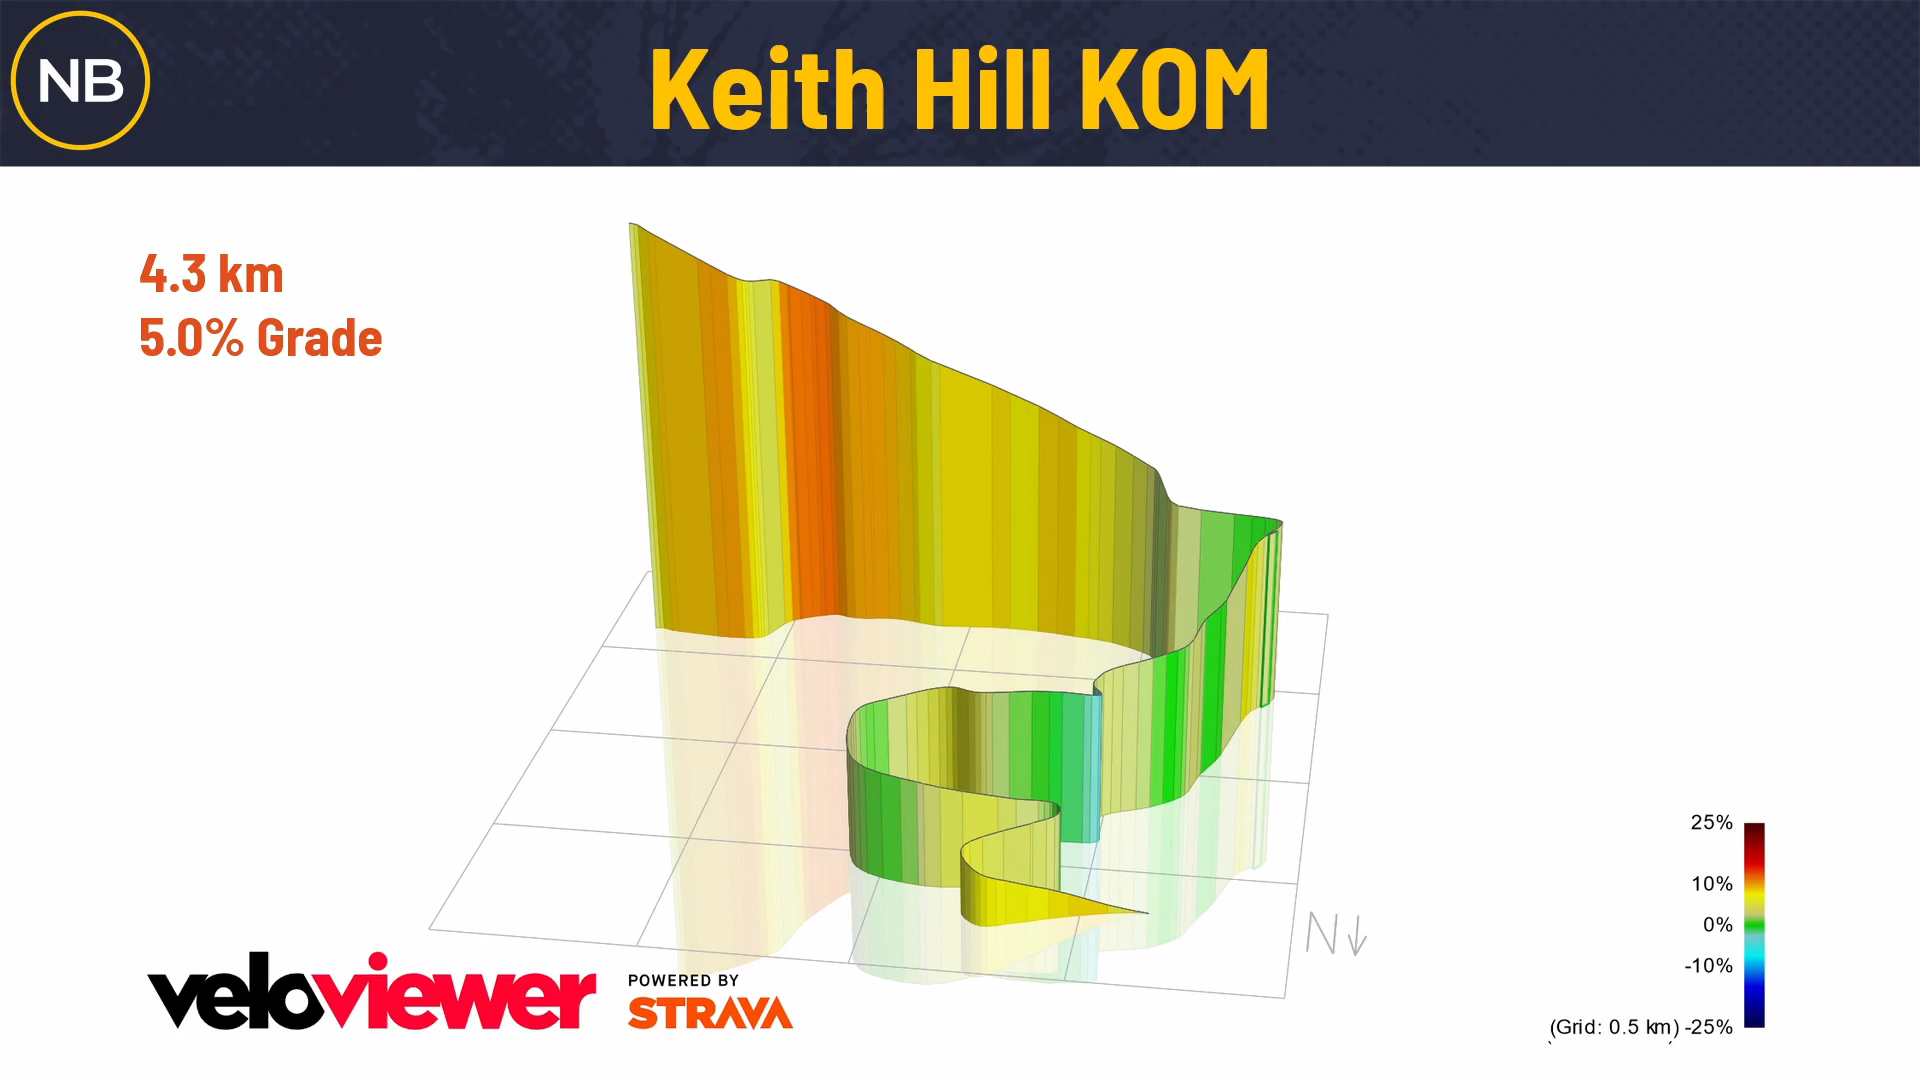 NB
Keith Hill KOM
4.3 km
5.0% Grade
N
25%
10%
0%
-10%
(Grid: 0.5 km) -25%
veloviewer
POWERED BY
STRAVA